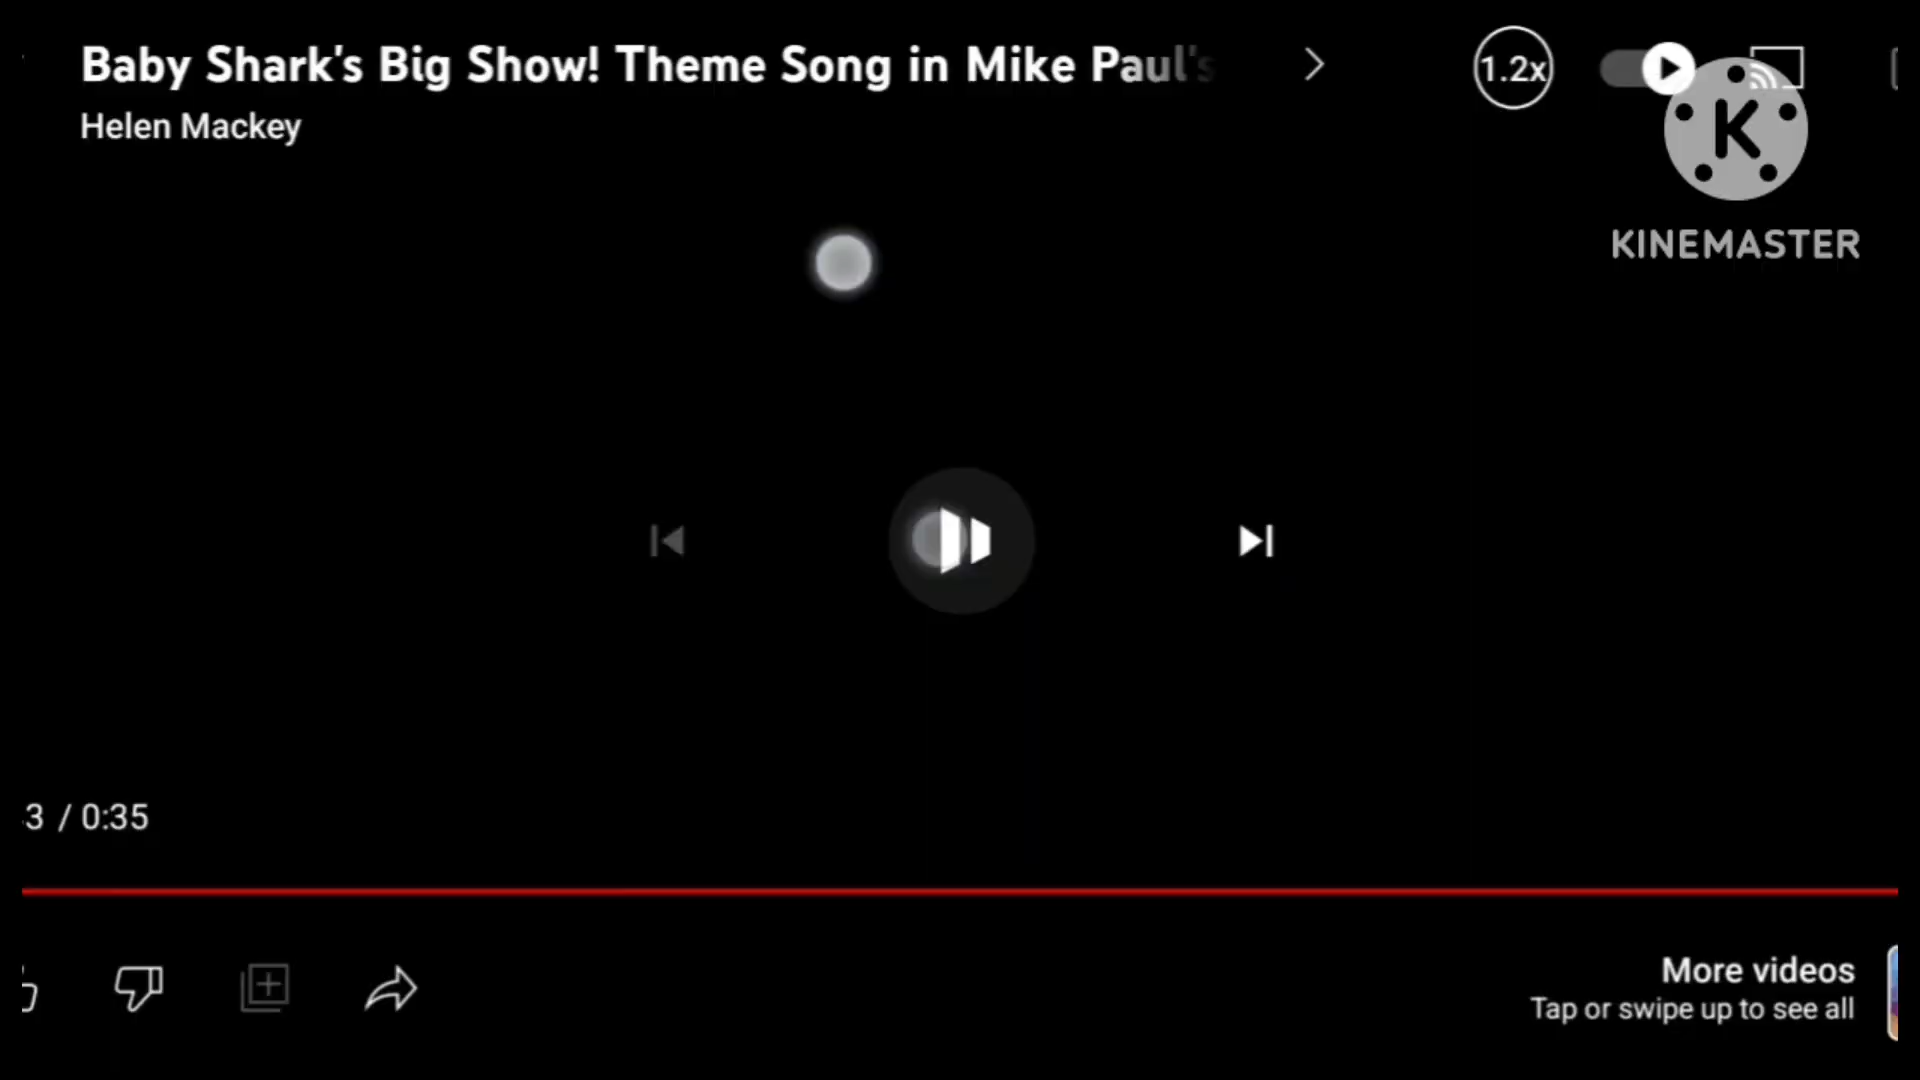 Baby Shark's Big Show! Theme Song in Mike Paul's
Helen Mackey
1.2x
K
KINEMASTER
3 / 0:35
More videos
Tap or swipe up to see all